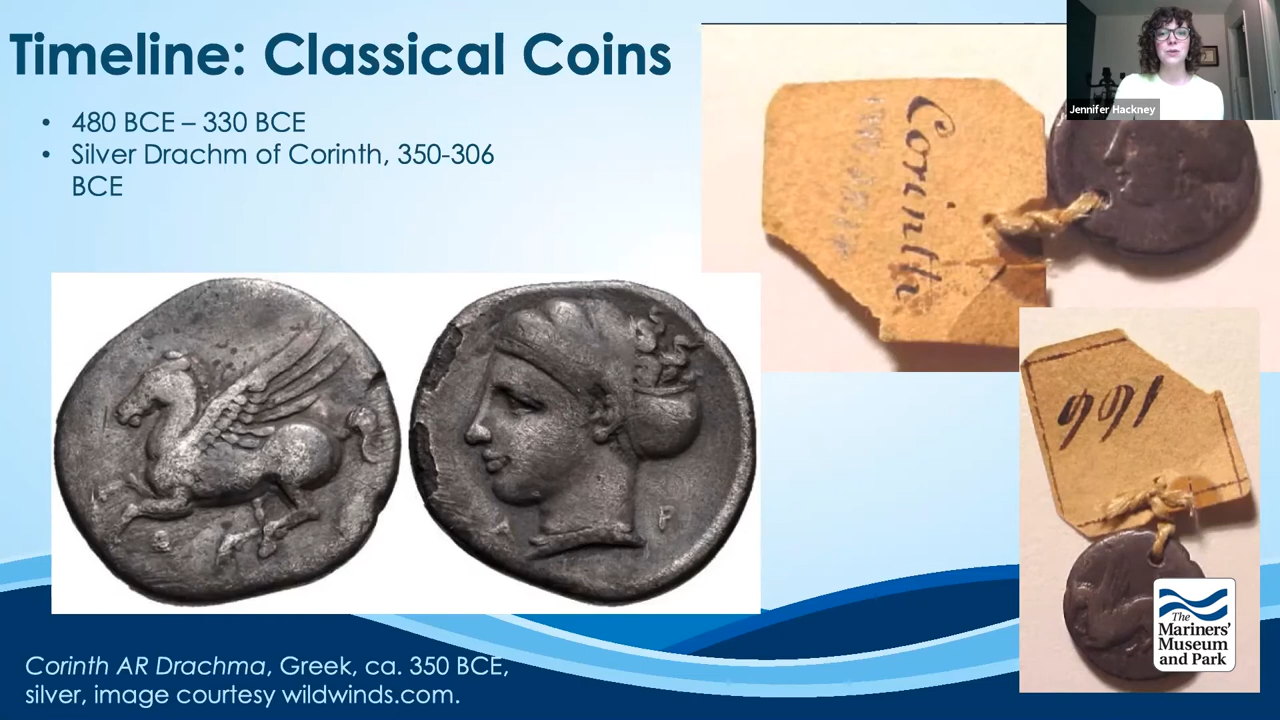 Timeline: Classical Coins
• 480 BCE – 330 BCE
• Silver Drachm of Corinth, 350-306
BCE
Jennifer Hackney
Corinth
166
The
Mariners'
Museum
and Park
Corinth AR Drachma, Greek, ca. 350 BCE,
silver, image courtesy wildwinds.com.